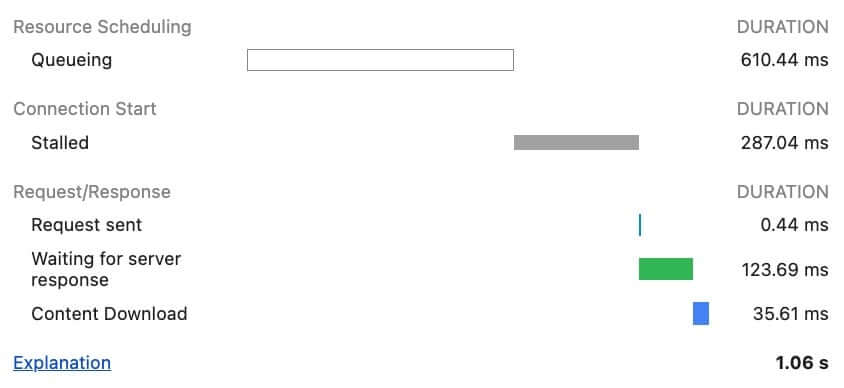 Resource Scheduling DURATION
Queueing 610.44 ms
Connection Start DURATION
Stalled 287.04 ms
Request/Response DURATION
Request sent 0.44 ms
Waiting for server
response 123.69 ms
Content Download 35.61 ms
Explanation 1.06 s